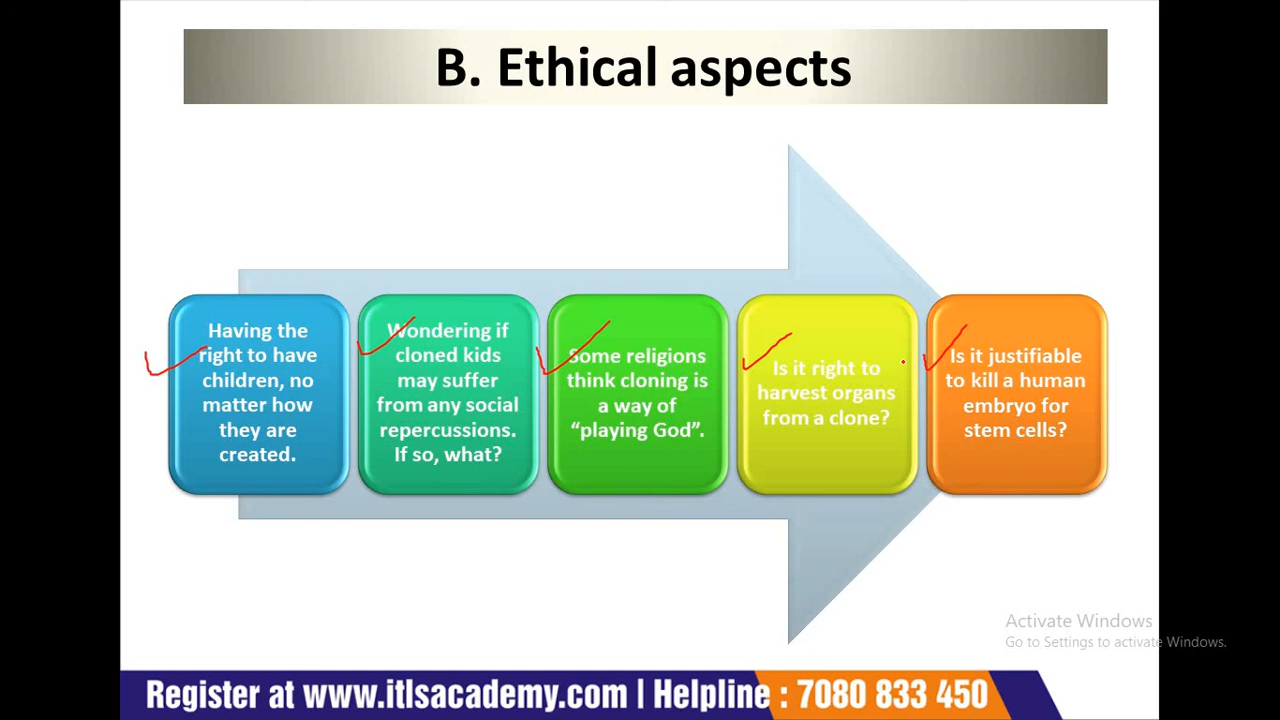 B. Ethical aspects
Having the
right to have
children, no
matter how
they are
created.
Wondering if
cloned kids
may suffer
from any social
repercussions.
If so, what?
Some religions
think cloning is
a way of
“playing God”.
Is it right to
harvest organs
from a clone?
Is it justifiable
to kill a human
embryo for
stem cells?
Activate Windows
Go to Settings to activate Windows.
Register at www.itlsacademy.com | Helpline : 7080 833 450